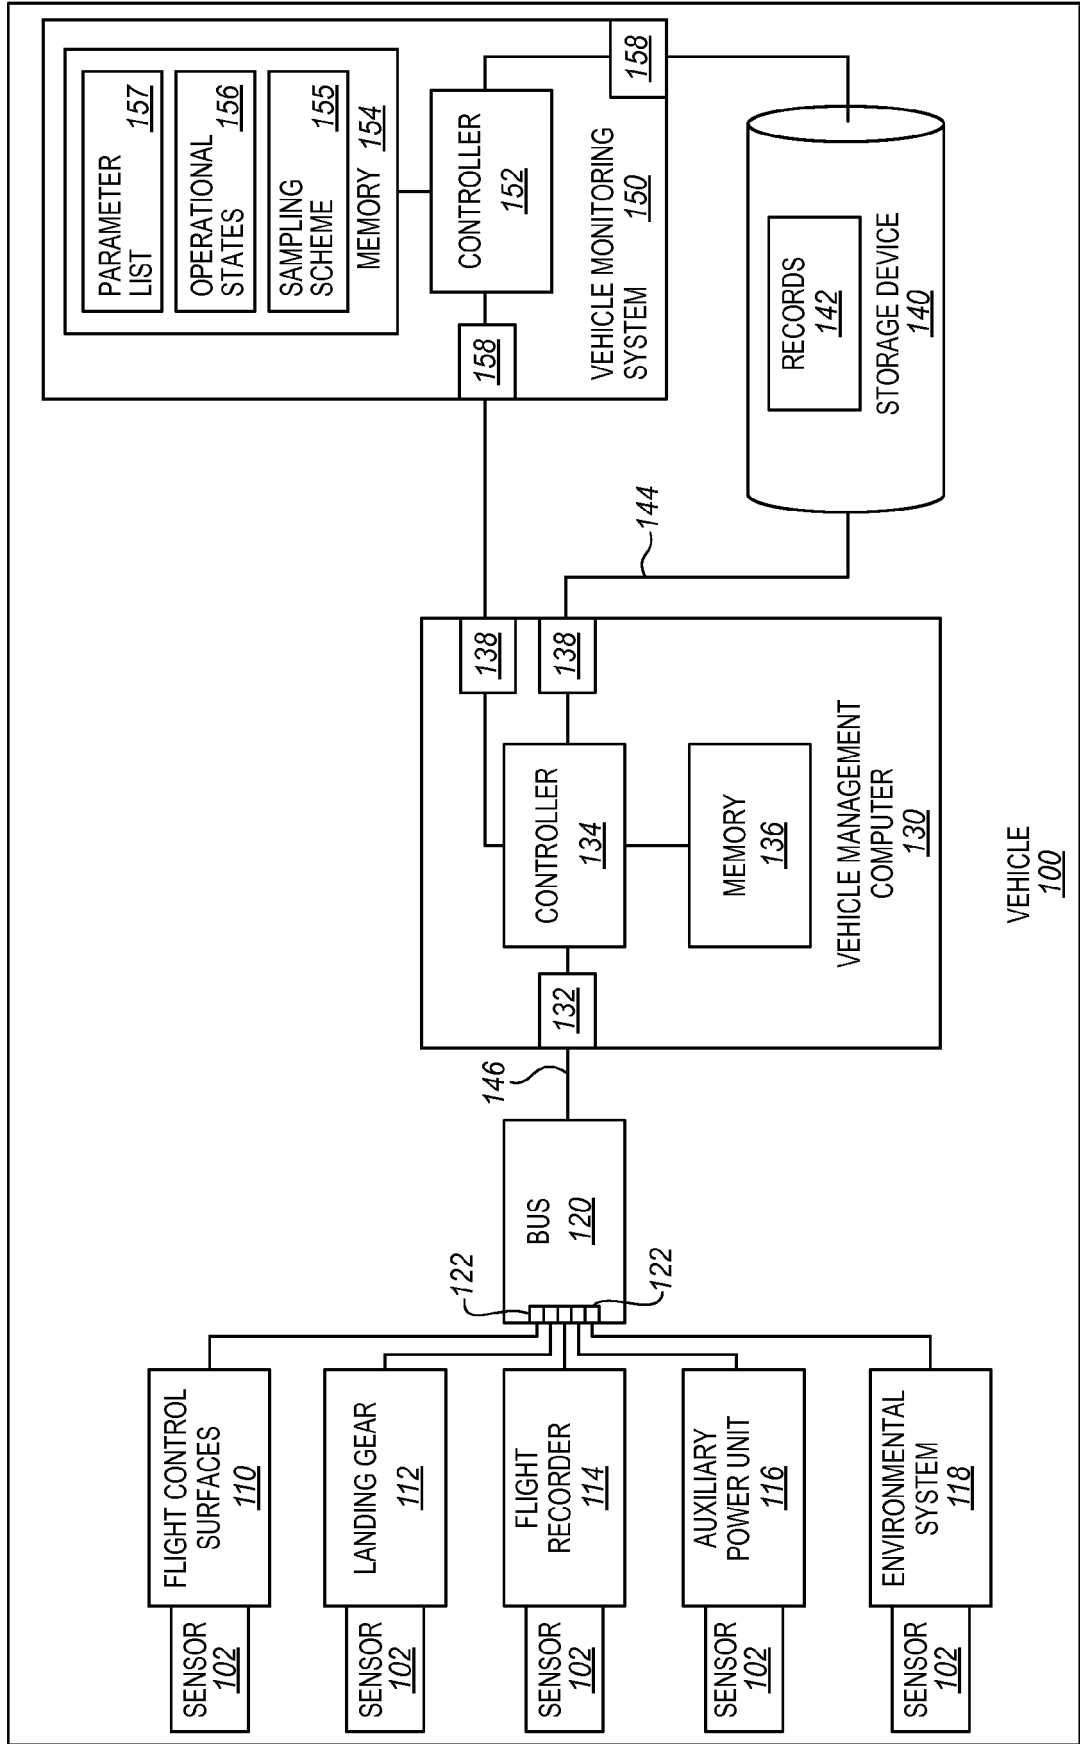 SENSOR
102
FLIGHT CONTROL
SURFACES
110
SENSOR
102
LANDING GEAR
112
SENSOR
102
FLIGHT
RECORDER
114
SENSOR
102
AUXILIARY
POWER UNIT
116
SENSOR
102
ENVIRONMENTAL
SYSTEM
118
122
122
BUS
120
146
132
CONTROLLER
134
MEMORY
136
138
138
VEHICLE MANAGEMENT
COMPUTER
130
144
PARAMETER
LIST
157
OPERATIONAL
STATES
156
SAMPLING
SCHEME
155
MEMORY
154
CONTROLLER
152
158
158
VEHICLE MONITORING
SYSTEM
150
RECORDS
142
STORAGE DEVICE
140
VEHICLE
100